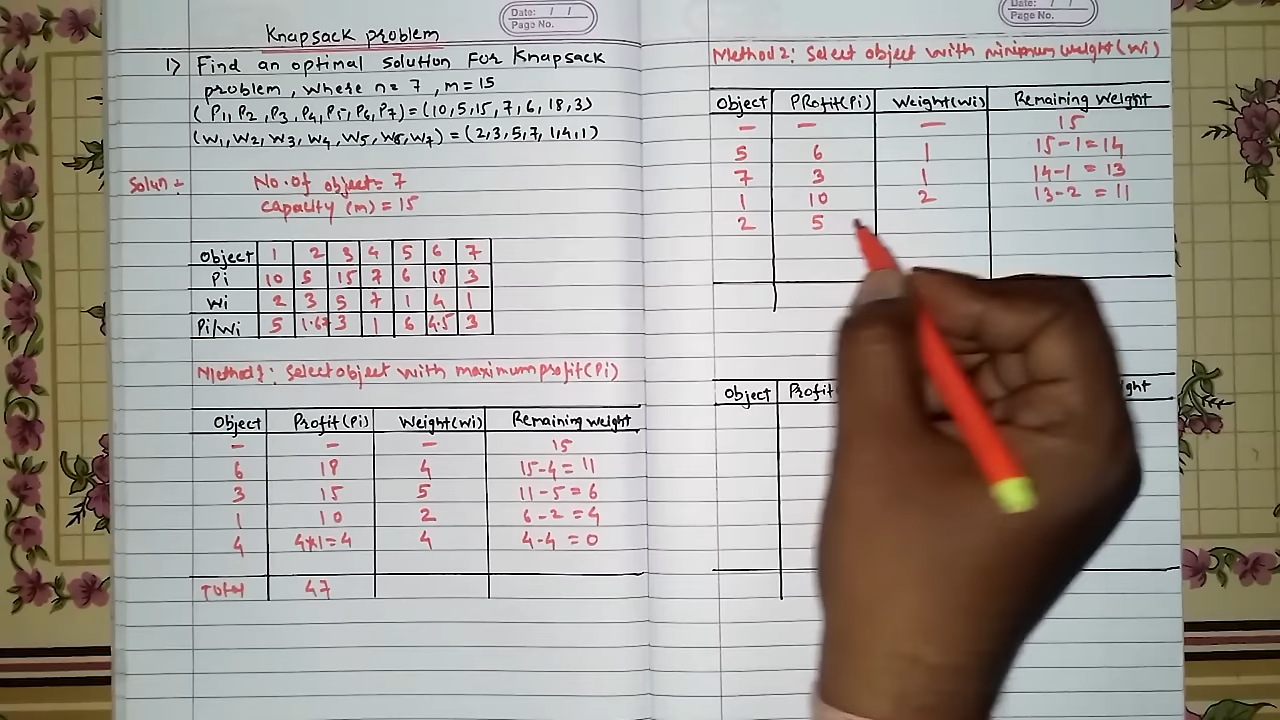 Date: / /
Page No.
Knapsack problem
1) Find an optimal solution For Knapsack
problem, where n= 7, m=15
(P1, P2, P3, P4, P5, P6, P7) = (10, 5, 15, 7, 6, 18, 3)
(W1, W2, W3, W4, W5, W6, W7) = (2, 3, 5, 7, 1, 4, 1)
Solun:- No. of object= 7
capacity (m) = 15
Object 1 2 3 4 5 6 7
Pi 10 5 15 7 6 18 3
Wi 2 3 5 7 1 4 1
Pi/Wi 5 1.67 3 1 6 4.5 3
Method 1: Select object with maximum profit (Pi)
Object Profit (Pi) Weight (Wi) Remaining weight
- - - 15
6 18 4 15-4 = 11
3 15 5 11-5 = 6
1 10 2 6-2 = 4
4 4*1=4 4 4-4 = 0
Total 47
Date: / /
Page No.
Method 2: Select object with minimum weight (Wi)
Object PRofit (Pi) Weight (Wi) Remaining Weight
- - - 15
5 6 1 15-1=14
7 3 1 14-1 = 13
1 10 2 13-2 = 11
2 5
Object Profit